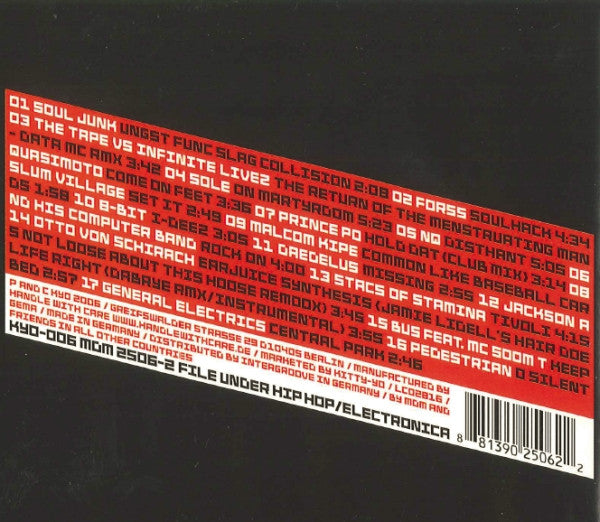 01 SOUL JUNK UNGST FUNC SLAG COLLISION 2:08 02 FORSS SOULHACK 4:34
03 THE TAPE VS INFINITE LIVEZ THE RETURN OF THE MENSTRUATING MAN
- DATA MC RMX 3:42 04 SOLE ON MARTYRDOM 5:23 05 NQ DISTHANT 5:05 06
QUASIMOTO COME ON FEET 3:36 07 PRINCE PO HOLD DAT (CLUB MIX) 3:14 08
SLUM VILLAGE SET IT 2:49 09 MALCOM KIPE COMMON LIKE BASEBALL CAR
DS 1:58 10 8-BIT I-DEEZ 3:05 11 DAEDELUS MISSING 2:55 12 JACKSON A
ND HIS COMPUTER BAND ROCK ON 4:00 13 STACS OF STAMINA TIVOLI 4:15
14 OTTO VON SCHIRACH EARJUICE SYNTHESIS (JAMIE LIDELL'S HAIR DOE
S NOT LOOSE ABOUT THIS HOOSE REMODX) 3:45 15 BUS FEAT. MC SOOM T KEEP
LIFE RIGHT (DABRYE RMX/INSTRUMENTAL) 3:55 16 PEDESTRIAN O SILENT
BED 2:57 17 GENERAL ELECTRICS CENTRAL PARK 2:46
P AND C KYO 2006 / GREIFSWALDER STRASSE 29 D10405 BERLIN / MANUFACTURED BY
HANDLE WITH CARE WWW.HANDLEWITHCARE.DE / MARKETED BY KITTY-YO / LC02816 /
GEMA / MADE IN GERMANY / DISTRIBUTED BY INTERGROOVE IN GERMANY / BY MDM AND
FRIENDS IN ALL OTHER COUNTRIES
KYO-006 MDM 2506-2 FILE UNDER HIP HOP/ELECTRONICA
8 81390 25062 2